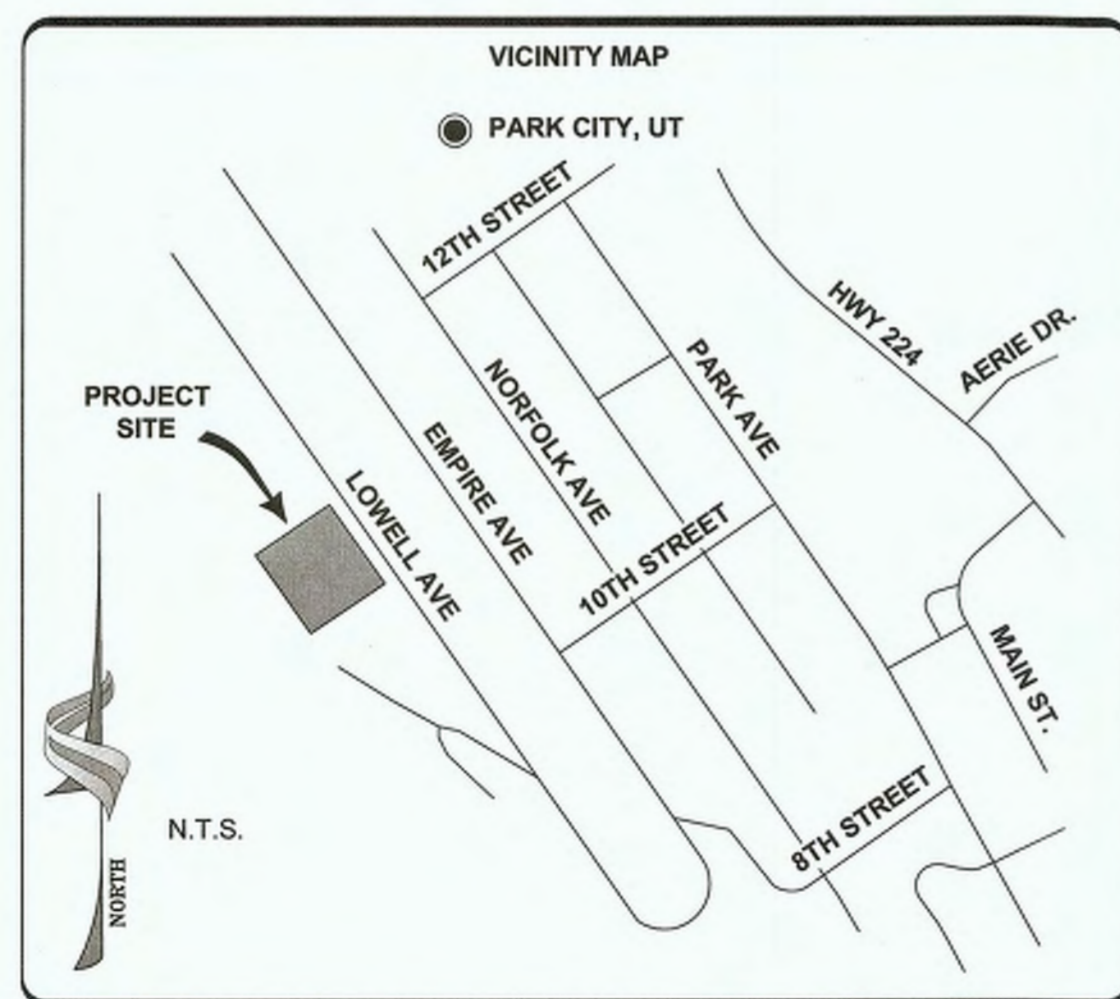 VICINITY MAP
PARK CITY, UT
12TH STREET
HWY 224
AERIE DR.
PARK AVE
NORFOLK AVE
PROJECT
SITE
EMPIRE AVE
LOWELL AVE
10TH STREET
MAIN ST.
8TH STREET
N.T.S.
NORTH